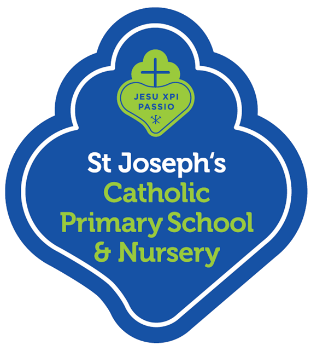 JESU XPI
PASSIO
St Joseph's
Catholic
Primary School
& Nursery